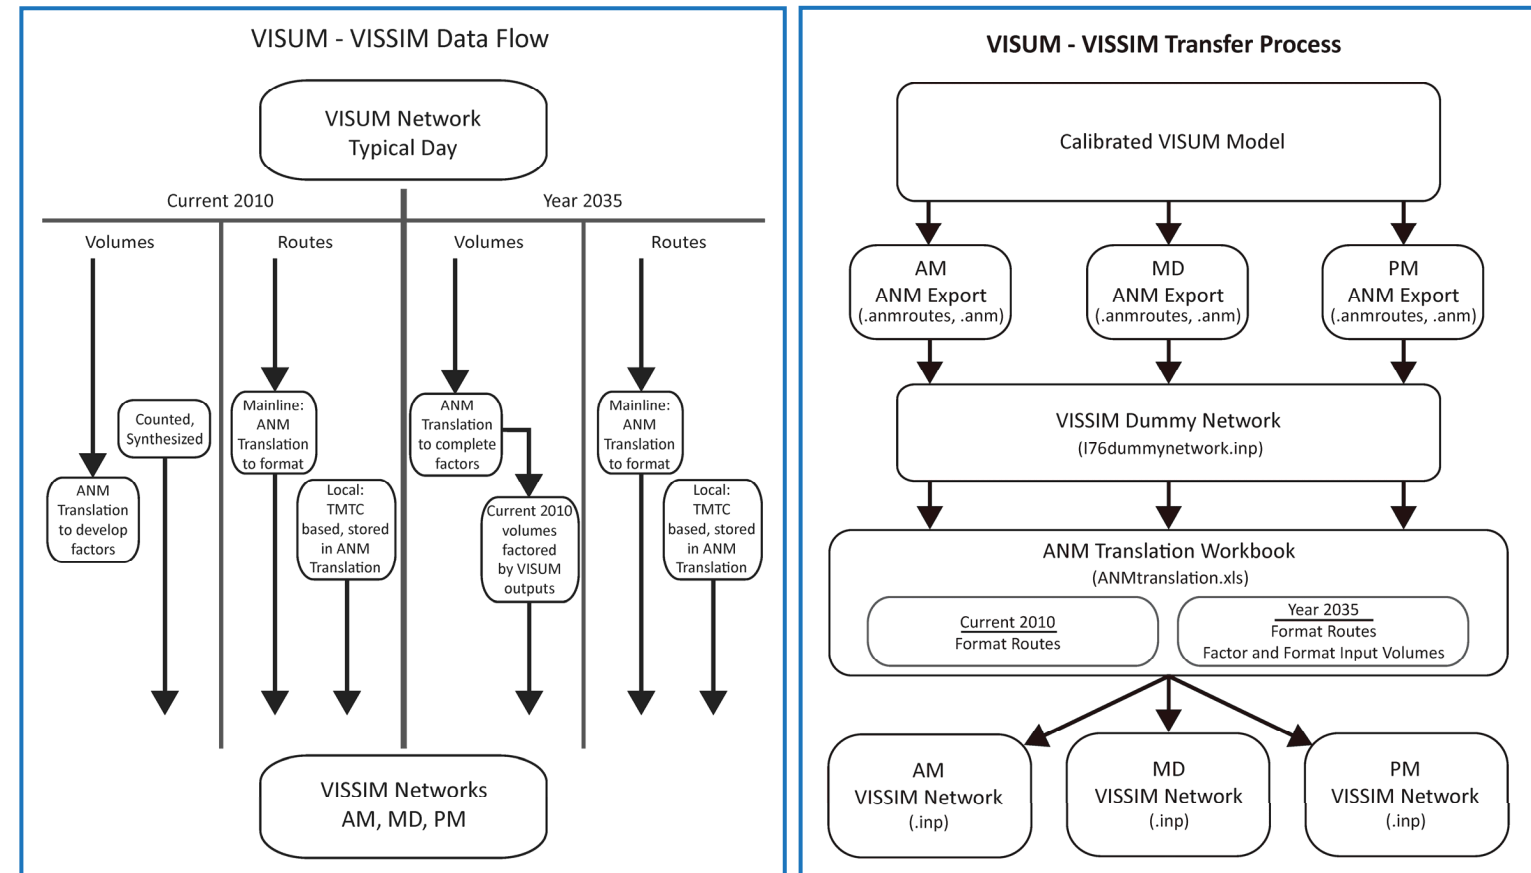 VISUM - VISSIM Data Flow
VISUM Network
Typical Day
Current 2010
Year 2035
Volumes
Routes
Volumes
Routes
Counted,
Synthesized
ANM
Translation
to develop
factors
Mainline:
ANM
Translation
to format
Local:
TMTC
based, stored
in ANM
Translation
ANM
Translation
to complete
factors
Current 2010
volumes
factored
by VISUM
outputs
Mainline:
ANM
Translation
to format
Local:
TMTC
based, stored
in ANM
Translation
VISSIM Networks
AM, MD, PM
VISUM - VISSIM Transfer Process
Calibrated VISUM Model
AM
ANM Export
(.anmroutes, .anm)
MD
ANM Export
(.anmroutes, .anm)
PM
ANM Export
(.anmroutes, .anm)
VISSIM Dummy Network
(I76dummynetwork.inp)
ANM Translation Workbook
(ANMtranslation.xls)
Current 2010
Format Routes
Year 2035
Format Routes
Factor and Format Input Volumes
AM
VISSIM Network
(.inp)
MD
VISSIM Network
(.inp)
PM
VISSIM Network
(.inp)